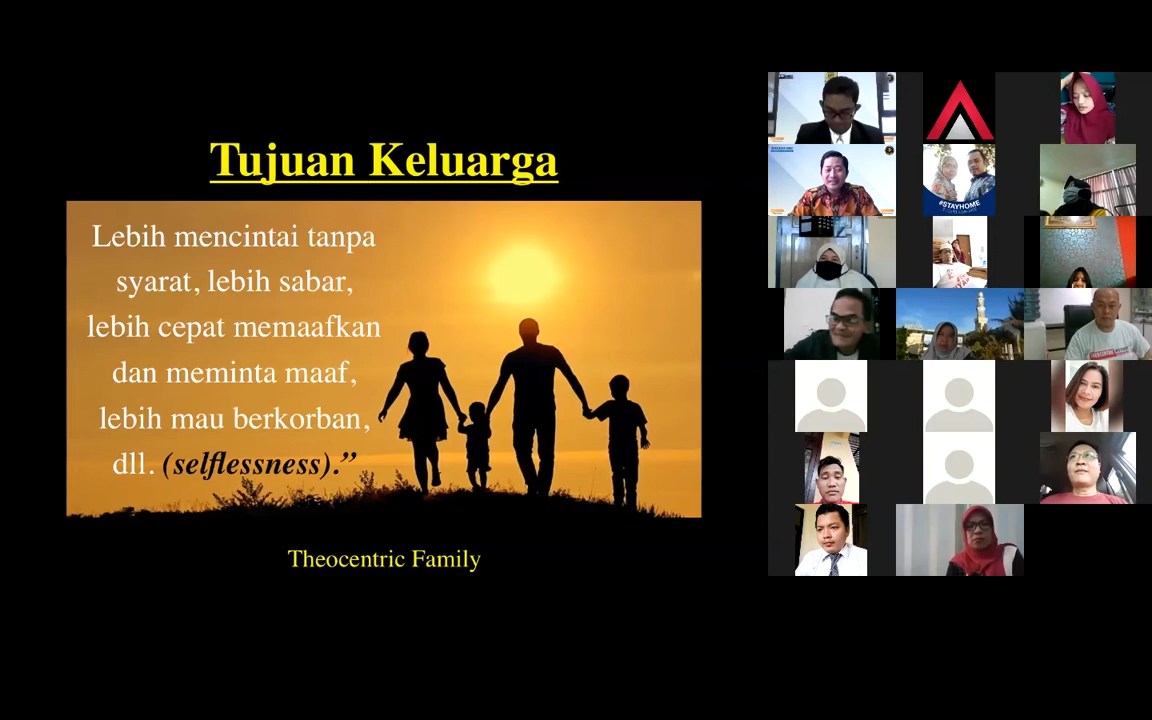 Tujuan Keluarga
Lebih mencintai tanpa
syarat, lebih sabar,
lebih cepat memaafkan
dan meminta maaf,
lebih mau berkorban,
dll. (selflessness).”
Theocentric Family
#STAYHOME